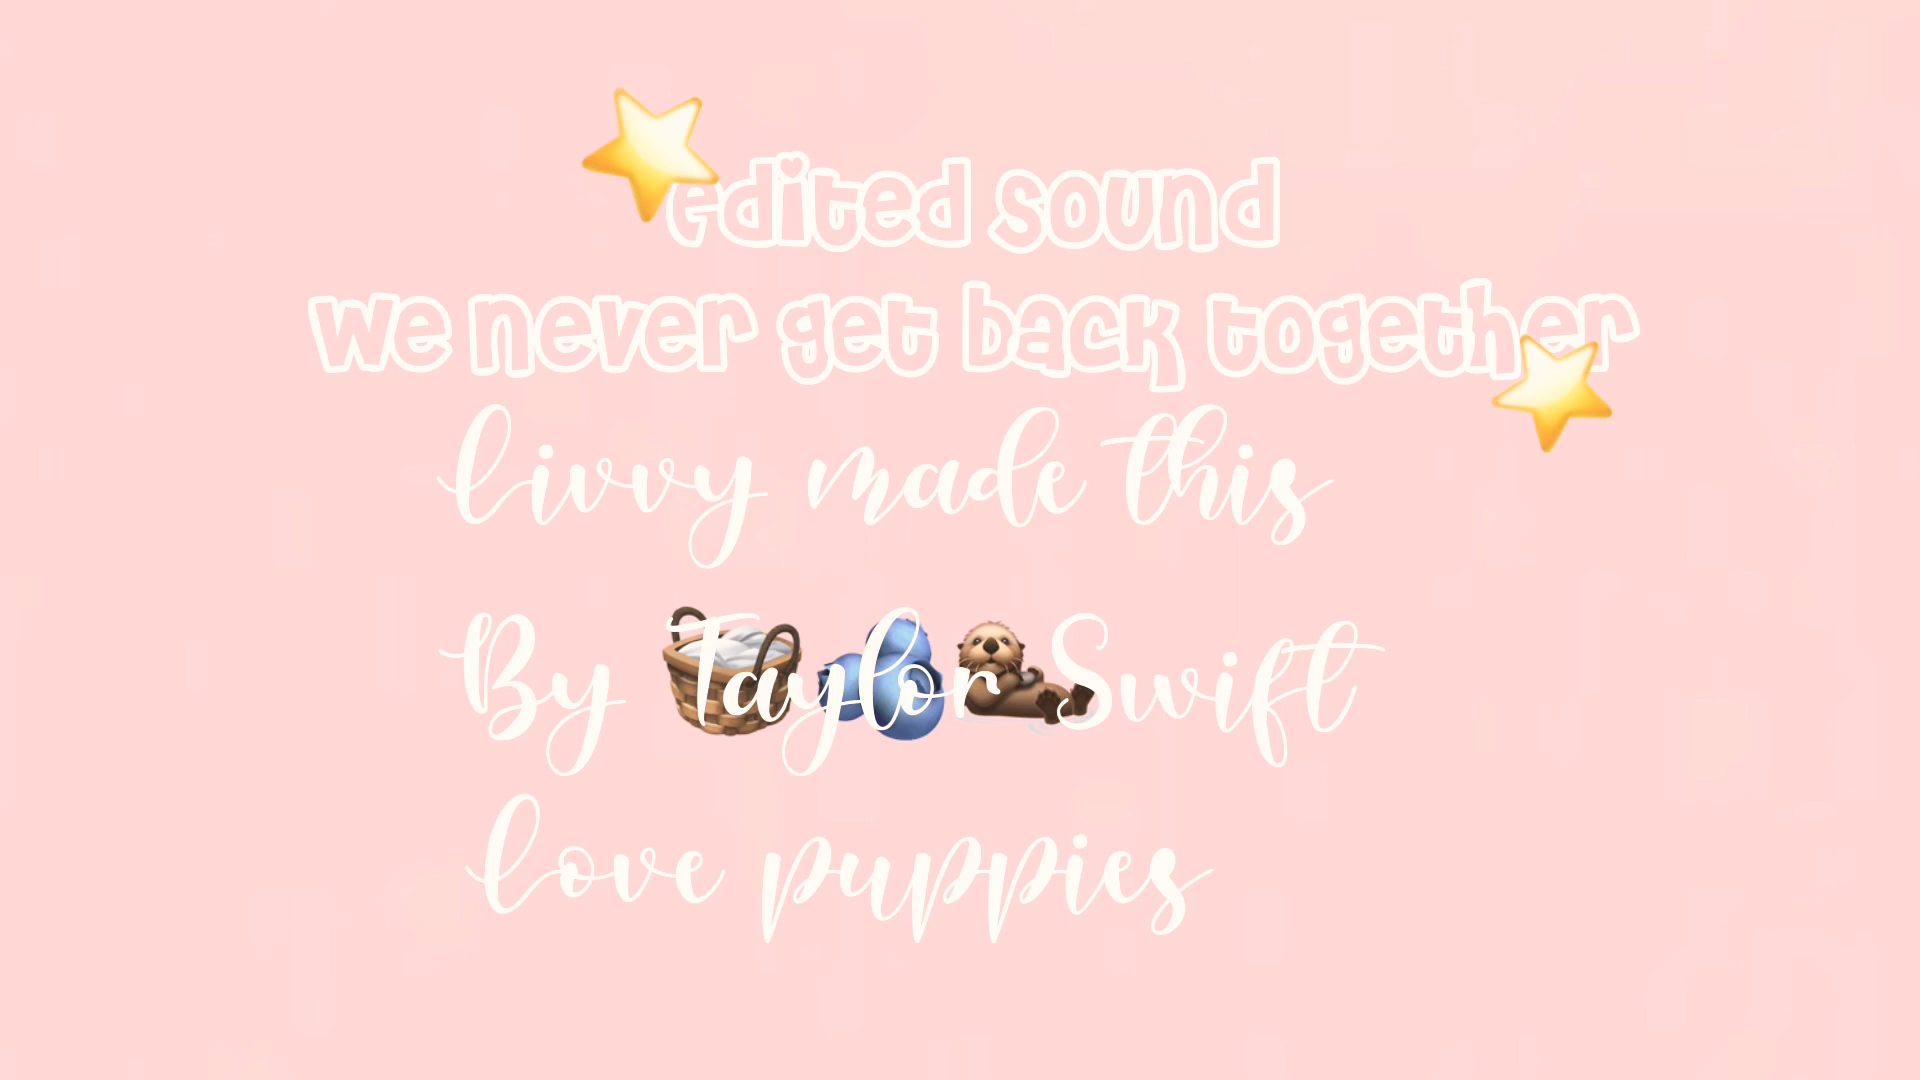 edited sound
we never get back together
livvy made this
By Taylor Swift
love puppies